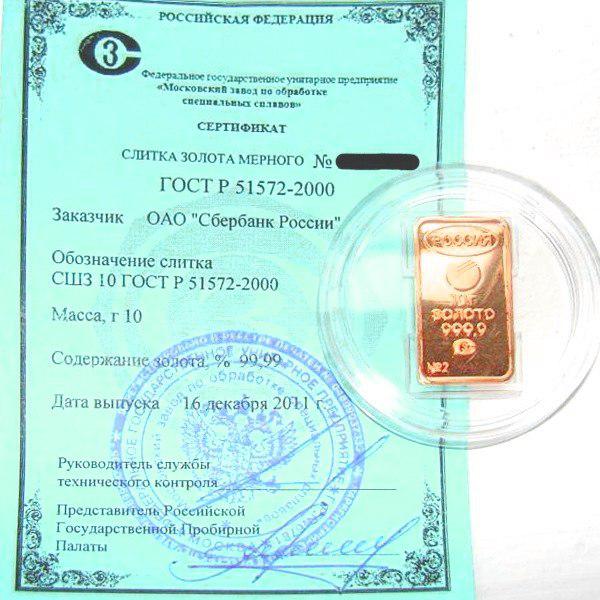 РОССИЙСКАЯ ФЕДЕРАЦИЯ
З
Федеральное государственное унитарное предприятие
«Московский завод по обработке
специальных сплавов»
СЕРТИФИКАТ
СЛИТКА ЗОЛОТА МЕРНОГО №
ГОСТ Р 51572-2000
Заказчик ОАО "Сбербанк России"
Обозначение слитка
СШЗ 10 ГОСТ Р 51572-2000
Масса, г 10
Содержание золота, % 99,99
Дата выпуска 16 декабря 2011 г.
Руководитель службы
технического контроля
Представитель Российской
Государственной Пробирной
Палаты
РОССИЯ
10 г
ЗОЛОТО
999,9
№2